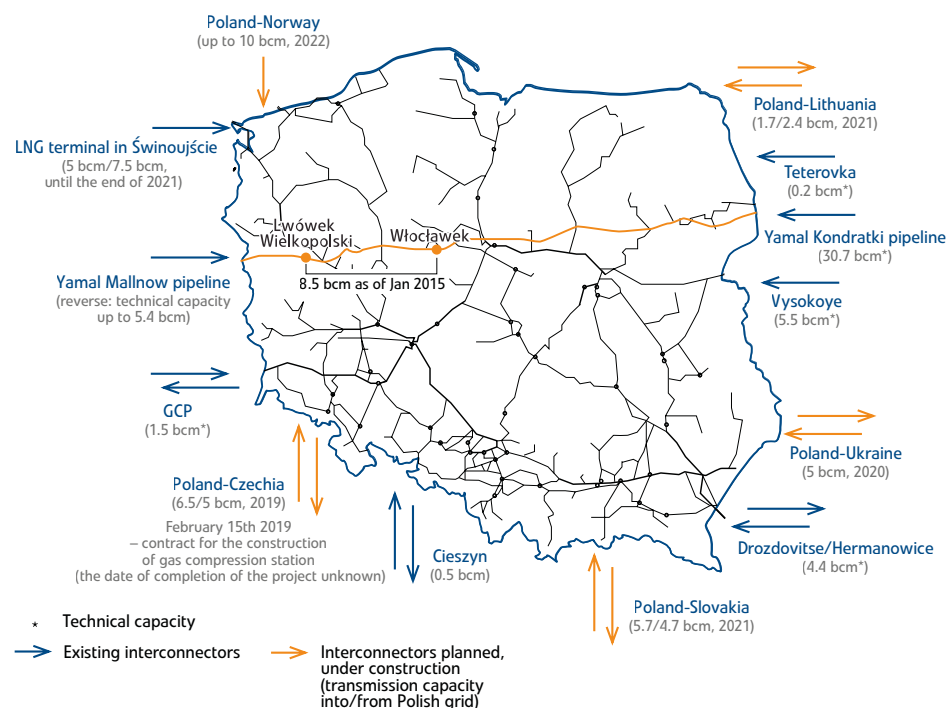 Poland-Norway
(up to 10 bcm, 2022)
LNG terminal in Świnoujście
(5 bcm/7.5 bcm,
until the end of 2021)
Poland-Lithuania
(1.7/2.4 bcm, 2021)
Teterovka
(0.2 bcm*)
Yamal Kondratki pipeline
(30.7 bcm*)
Lwówek
Wielkopolski
Włocławek
8.5 bcm as of Jan 2015
Yamal Mallnow pipeline
(reverse: technical capacity
up to 5.4 bcm)
Vysokoye
(5.5 bcm*)
GCP
(1.5 bcm*)
Poland-Ukraine
(5 bcm, 2020)
Poland-Czechia
(6.5/5 bcm, 2019)
February 15th 2019
– contract for the construction
of gas compression station
(the date of completion of the project unknown)
Cieszyn
(0.5 bcm)
Drozdovitse/Hermanowice
(4.4 bcm*)
Poland-Slovakia
(5.7/4.7 bcm, 2021)
* Technical capacity
Existing interconnectors
Interconnectors planned,
under construction
(transmission capacity
into/from Polish grid)